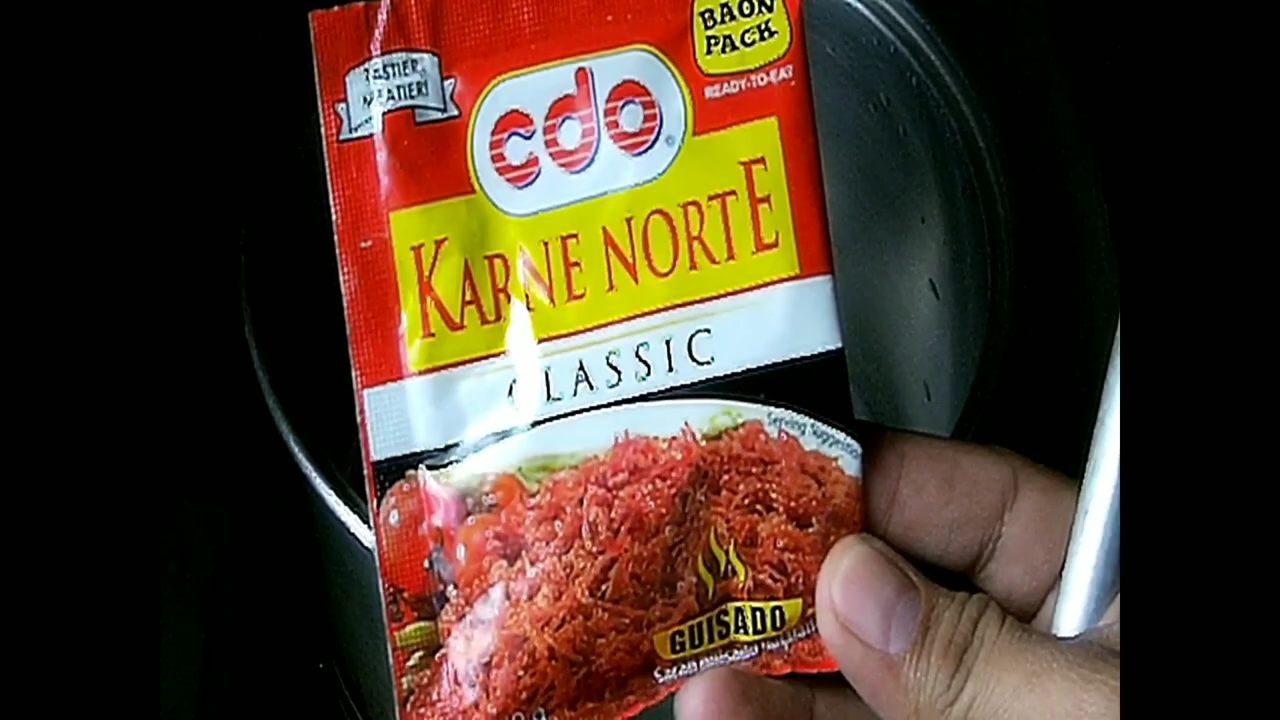 BAON
PACK
READY-TO-EAT
TASTIER,
MEATIER!
cdo
KARNE NORTE
CLASSIC
Serving Suggestion
GUISADO